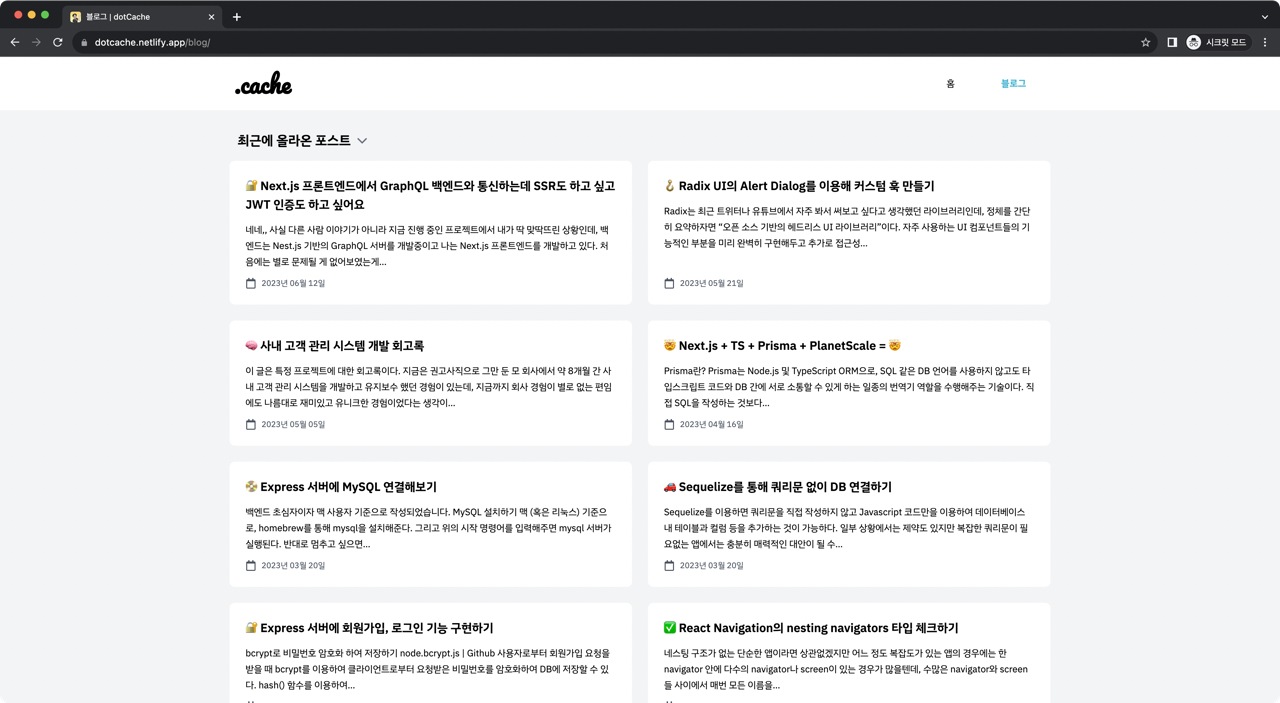 블로그 | dotCache
dotcache.netlify.app/blog/
시크릿 모드
.cache
홈
블로그
최근에 올라온 포스트
🔐 Next.js 프론트엔드에서 GraphQL 백엔드와 통신하는데 SSR도 하고 싶고
JWT 인증도 하고 싶어요
네네,, 사실 다른 사람 이야기가 아니라 지금 진행 중인 프로젝트에서 내가 딱 맞딱뜨린 상황인데, 백
엔드는 Nest.js 기반의 GraphQL 서버를 개발중이고 나는 Next.js 프론트엔드를 개발하고 있다. 처
음에는 별로 문제될 게 없어보였는게...
2023년 06월 12일
🪝 Radix UI의 Alert Dialog를 이용해 커스텀 훅 만들기
Radix는 최근 트위터나 유튜브에서 자주 봐서 써보고 싶다고 생각했던 라이브러리인데, 정체를 간단
히 요약하자면 “오픈 소스 기반의 헤드리스 UI 라이브러리”이다. 자주 사용하는 UI 컴포넌트들의 기
능적인 부분을 미리 완벽히 구현해두고 추가로 접근성...
2023년 05월 21일
🧠 사내 고객 관리 시스템 개발 회고록
이 글은 특정 프로젝트에 대한 회고록이다. 지금은 권고사직으로 그만 둔 모 회사에서 약 8개월 간 사
내 고객 관리 시스템을 개발하고 유지보수 했던 경험이 있는데, 지금까지 회사 경험이 별로 없는 편임
에도 나름대로 재미있고 유니크한 경험이었다는 생각이...
2023년 05월 05일
🤯 Next.js + TS + Prisma + PlanetScale = 🤯
Prisma란? Prisma는 Node.js 및 TypeScript ORM으로, SQL 같은 DB 언어를 사용하지 않고도 타
입스크립트 코드와 DB 간에 서로 소통할 수 있게 하는 일종의 번역기 역할을 수행해주는 기술이다. 직
접 SQL을 작성하는 것보다...
2023년 04월 16일
Express 서버에 MySQL 연결해보기
백엔드 초심자이자 맥 사용자 기준으로 작성되었습니다. MySQL 설치하기 맥 (혹은 리눅스) 기준으
로, homebrew를 통해 mysql을 설치해준다. 그리고 위의 시작 명령어를 입력해주면 mysql 서버가
실행된다. 반대로 멈추고 싶으면...
2023년 03월 20일
🚗 Sequelize를 통해 쿼리문 없이 DB 연결하기
Sequelize를 이용하면 쿼리문을 직접 작성하지 않고 Javascript 코드만을 이용하여 데이터베이스
내 테이블과 컬럼 등을 추가하는 것이 가능하다. 일부 상황에서는 제약도 있지만 복잡한 쿼리문이 필
요없는 앱에서는 충분히 매력적인 대안이 될 수...
2023년 03월 20일
🔐 Express 서버에 회원가입, 로그인 기능 구현하기
bcrypt로 비밀번호 암호화 하여 저장하기 node.bcrypt.js | Github 사용자로부터 회원가입 요청을
받을 때 bcrypt를 이용하여 클라이언트로부터 요청받은 비밀번호를 암호화하여 DB에 저장할 수 있
다. hash() 함수를 이용하여...
✅ React Navigation의 nesting navigators 타입 체크하기
네스팅 구조가 없는 단순한 앱이라면 상관없겠지만 어느 정도 복잡도가 있는 앱의 경우에는 한
navigator 안에 다수의 navigator나 screen이 있는 경우가 많을텐데, 수많은 navigator와 screen
들 사이에서 매번 모든 이름을...